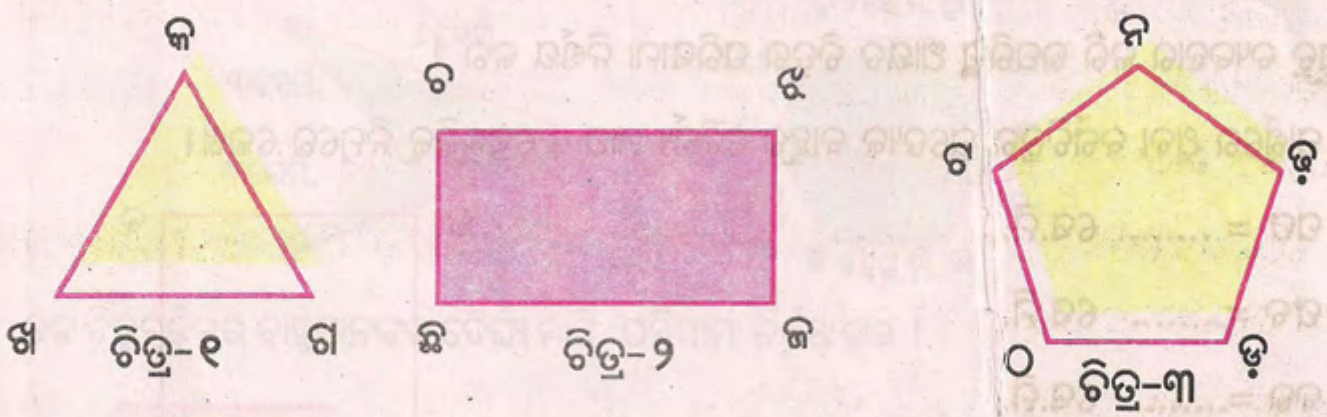 କ
ଖ ଗ
ଚିତ୍ର-୧
ଚ ଝ
ଛ ଜ
ଚିତ୍ର-୨
ନ
ଟ ଢ଼
ଠ ଡ଼
ଚିତ୍ର-୩